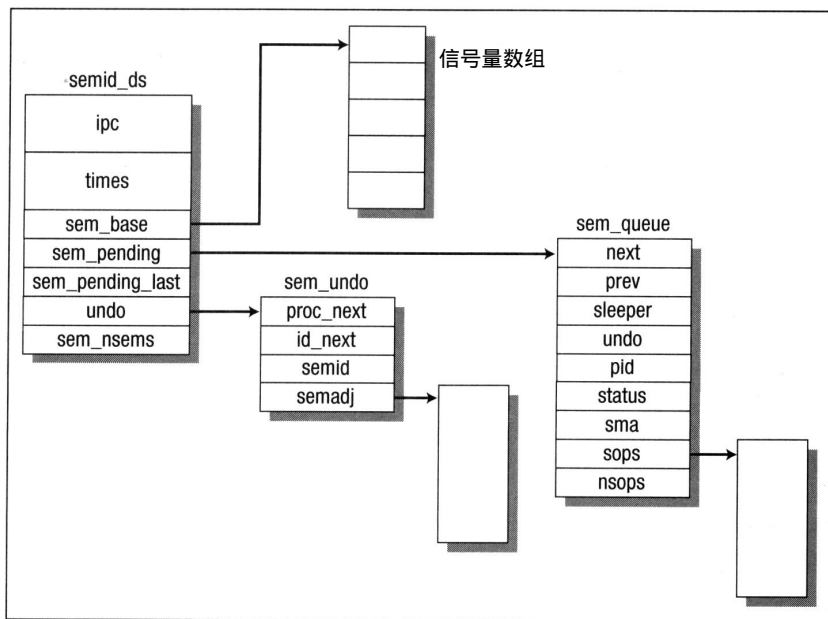 信号量数组
semid_ds
ipc
times
sem_base
sem_pending
sem_pending_last
undo
sem_nsems
sem_undo
proc_next
id_next
semid
semadj
sem_queue
next
prev
sleeper
undo
pid
status
sma
sops
nsops